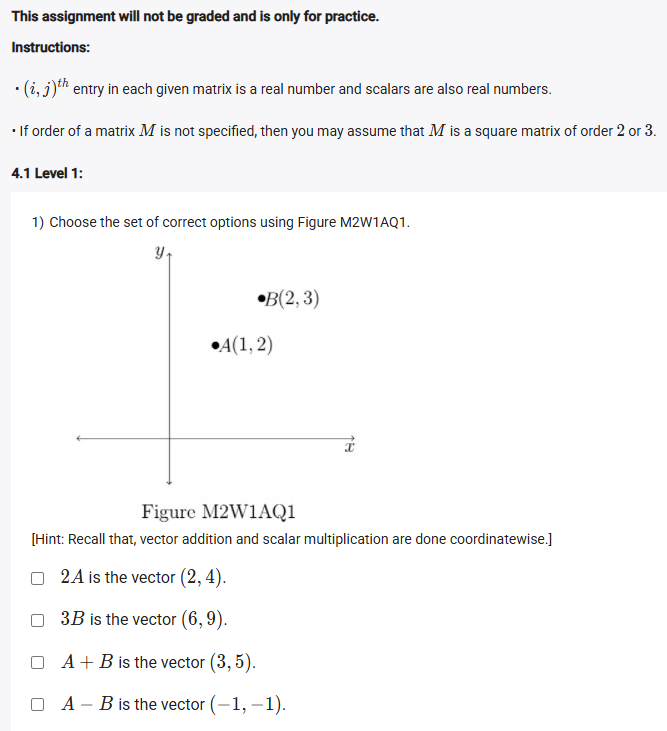 This assignment will not be graded and is only for practice.
Instructions:
• (i, j)^th entry in each given matrix is a real number and scalars are also real numbers.
• If order of a matrix M is not specified, then you may assume that M is a square matrix of order 2 or 3.
4.1 Level 1:
1) Choose the set of correct options using Figure M2W1AQ1.
y
B(2, 3)
A(1, 2)
x
Figure M2W1AQ1
[Hint: Recall that, vector addition and scalar multiplication are done coordinatewise.]
2A is the vector (2, 4).
3B is the vector (6, 9).
A + B is the vector (3, 5).
A − B is the vector (−1, −1).